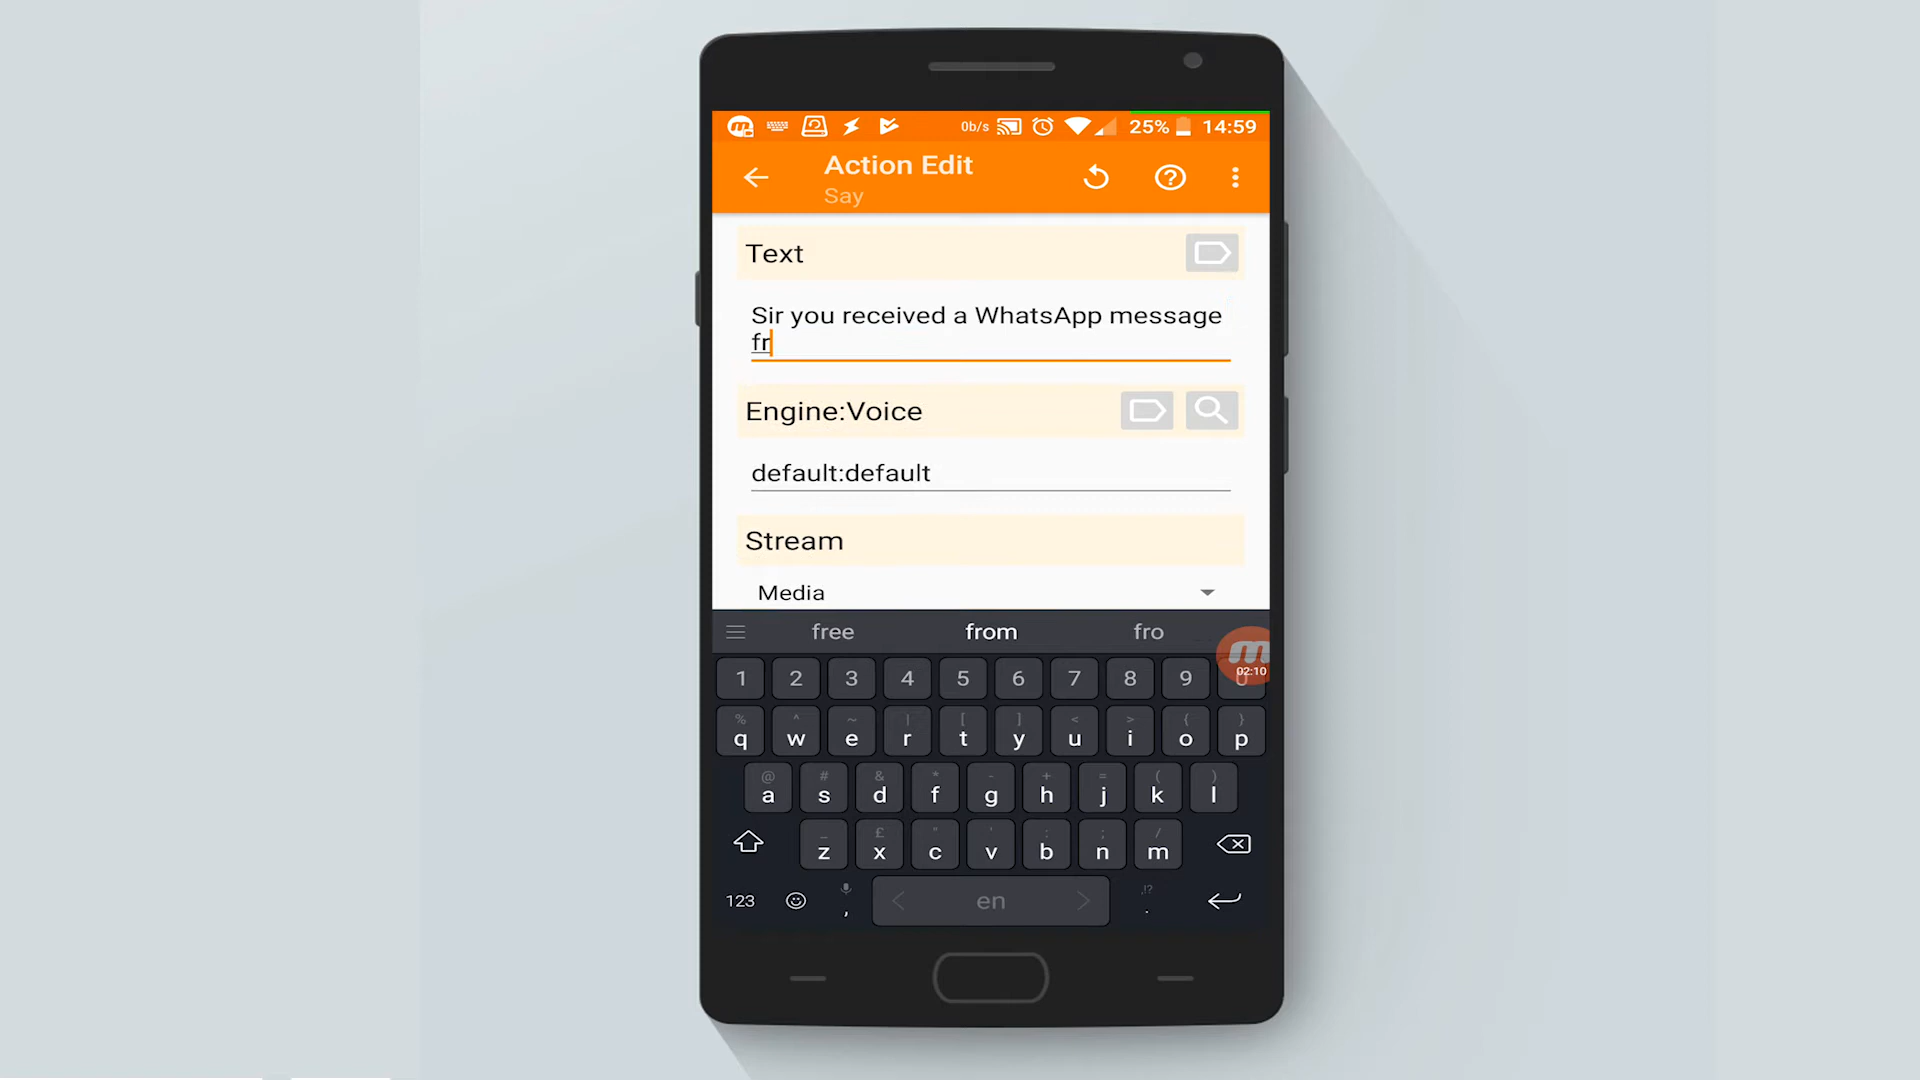 0b/s 25% 14:59
Action Edit
Say
Text
Sir you received a WhatsApp message
fr
Engine:Voice
default:default
Stream
Media
free from fro
02:10
1 2 3 4 5 6 7 8 9 0
% ^ ~ | [ ] < > { }
q w e r t y u i o p
@ # & * - + = ( )
a s d f g h j k l
_ £ " ' : ; /
z x c v b n m
123 , < en > ,!? .